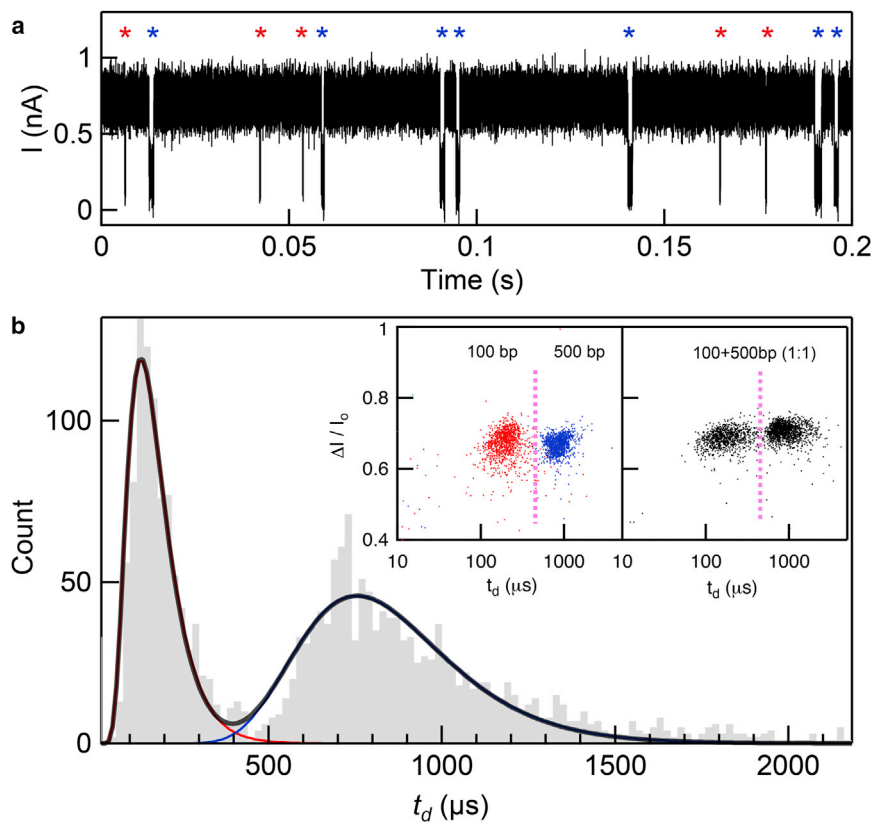 a
* * * * * * * * * * * *
1
0.5
0
I (nA)
0 0.05 0.1 0.15 0.2
Time (s)
b
100
50
0
Count
500 1000 1500 2000
t_d (μs)
1
0.8
0.6
0.4
ΔI / I_o
100 bp 500 bp
10 100 1000
t_d (μs)
100+500bp (1:1)
10 100 1000
t_d (μs)